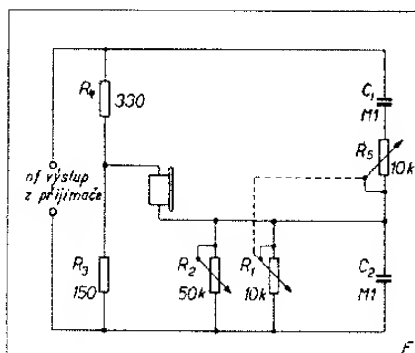 R4
330
nf výstup
z přijímače
R3
150
R2
50k
R1
10k
C1
M1
R5
10k
C2
M1